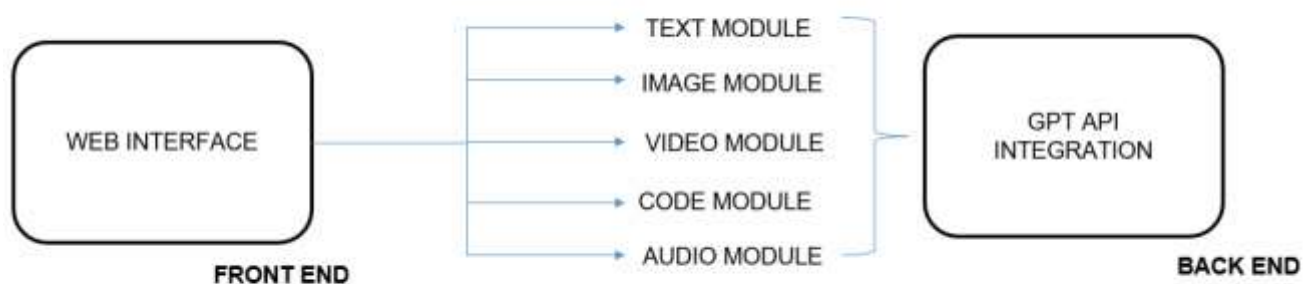 WEB INTERFACE
FRONT END
TEXT MODULE
IMAGE MODULE
VIDEO MODULE
CODE MODULE
AUDIO MODULE
GPT API
INTEGRATION
BACK END